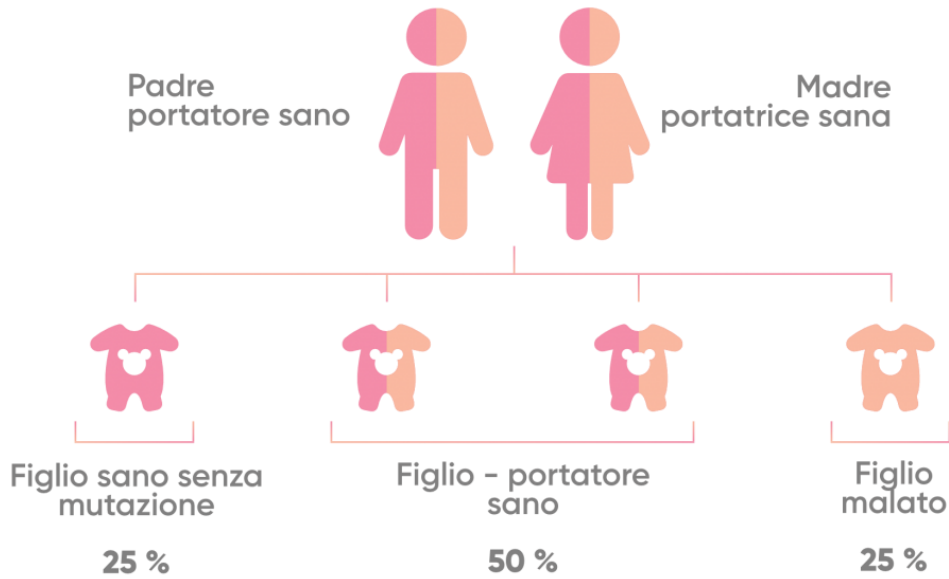 Padre
portatore sano
Madre
portatrice sana
Figlio sano senza
mutazione
25 %
Figlio - portatore
sano
50 %
Figlio
malato
25 %